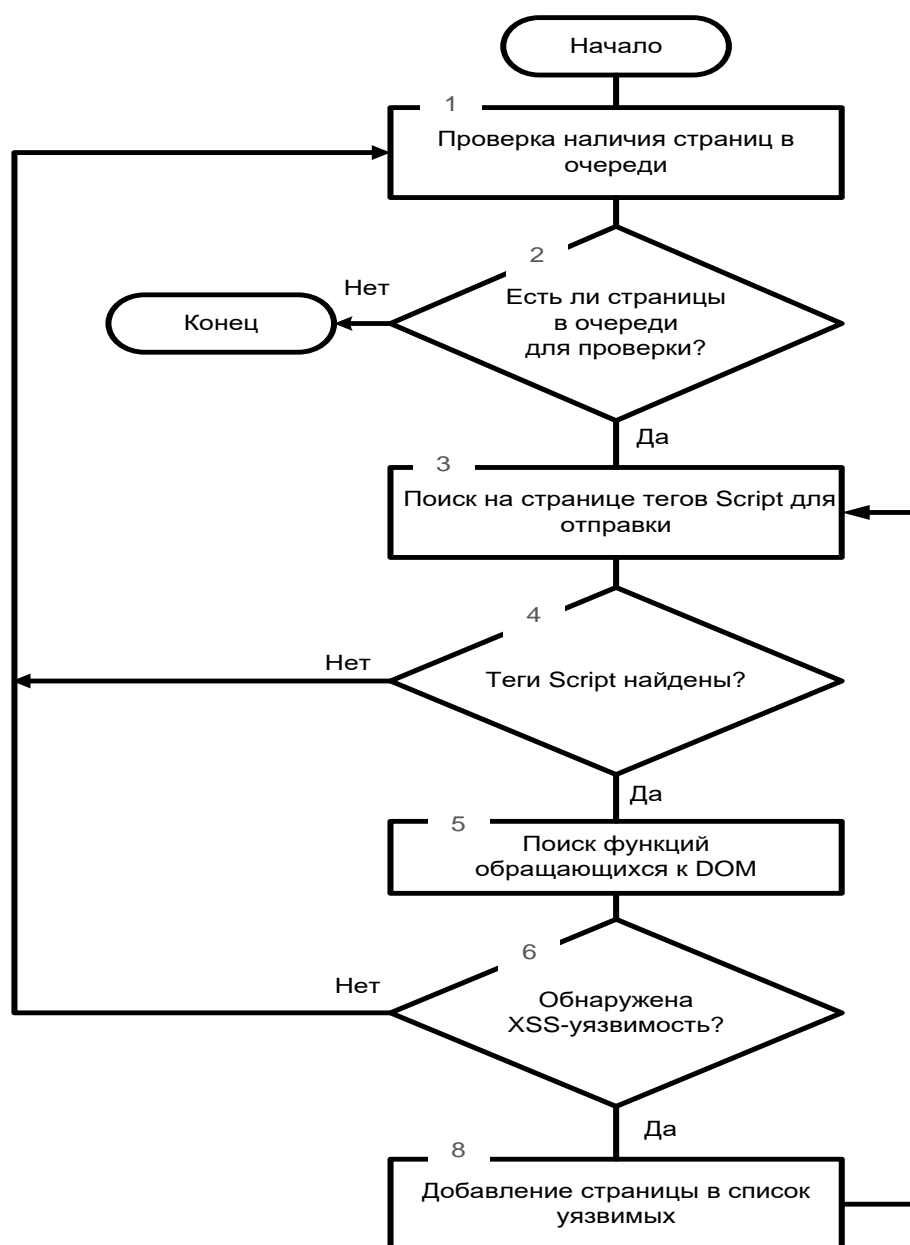 Начало
1
Проверка наличия страниц в
очереди
2
Нет
Есть ли страницы
в очереди
для проверки?
Конец
Да
3
Поиск на странице тегов Script для
отправки
4
Нет
Теги Script найдены?
Да
5
Поиск функций
обращающихся к DOM
6
Нет
Обнаружена
XSS-уязвимость?
Да
8
Добавление страницы в список
уязвимых